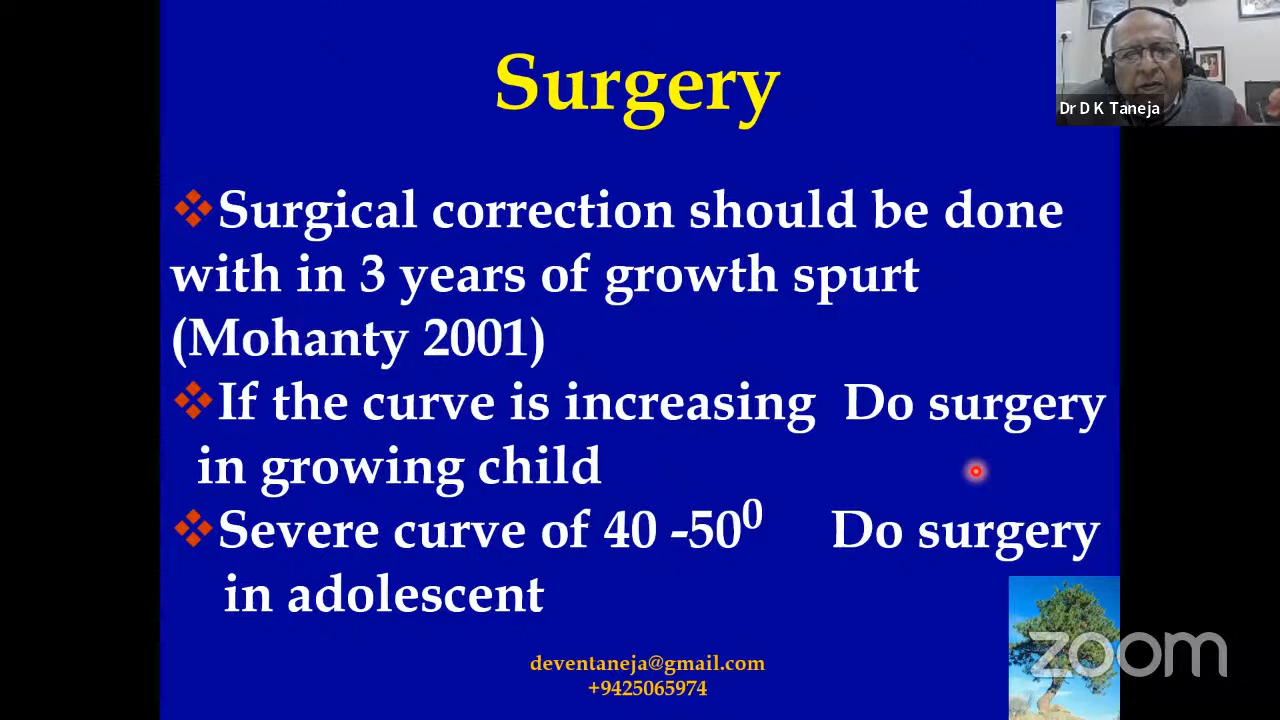 Surgery
Dr D K Taneja
❖Surgical correction should be done
with in 3 years of growth spurt
(Mohanty 2001)
❖If the curve is increasing Do surgery
in growing child
❖Severe curve of 40 -50⁰ Do surgery
in adolescent
zoom
deventaneja@gmail.com
+9425065974